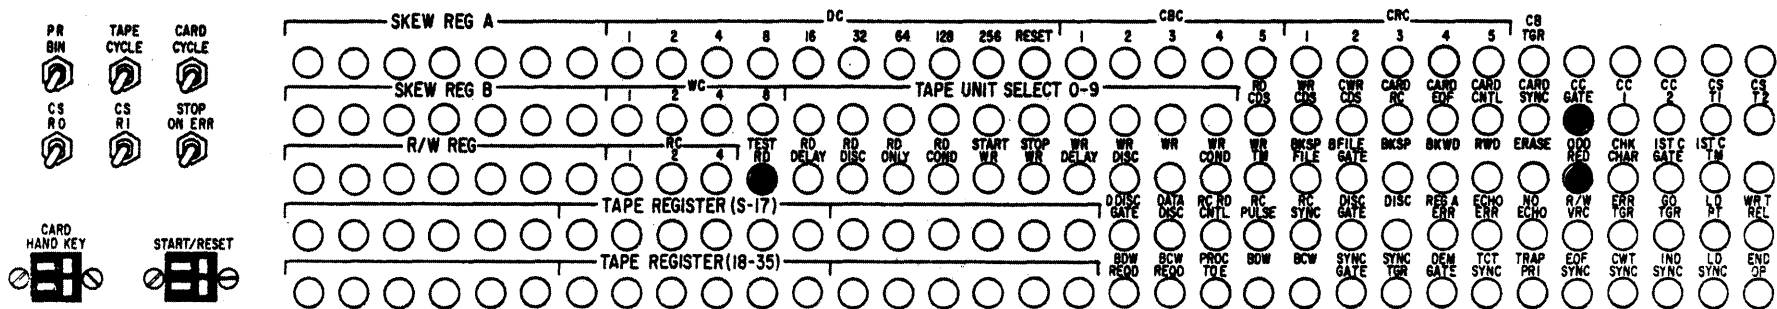 PR BIN TAPE CYCLE CARD CYCLE
CS R0 CS R1 STOP ON ERR
CARD HAND KEY START/RESET
SKEW REG A DC CBC CRC CB TGR
1 2 4 8 16 32 64 128 256 RESET 1 2 3 4 5 1 2 3 4 5
SKEW REG B WC TAPE UNIT SELECT 0-9 RD CDS WR CDS CWR CDS CARD RC CARD EOF CARD CNTL CARD SYNC CC GATE CC 1 CC 2 CS T1 CS T2
1 2 4 8
R/W REG RC TEST RD RD DELAY RD DISC RD ONLY RD COND START WR STOP WR WR DELAY WR DISC WR WR COND WR TM BKSP FILE BFILE GATE BKSP BKWD RWD ERASE ODD RED CHK CHAR 1ST C GATE 1ST C TM
1 2 4
TAPE REGISTER (S-17) D DISC GATE DATA DISC RC RD CNTL RC PULSE RC SYNC DISC GATE DISC REG A ERR ECHO ERR NO ECHO R/W VRC ERR TGR GO TGR LD PT WRT REL
TAPE REGISTER (18-35) BDW REQD BCW REQD PROC TO E BDW BCW SYNC GATE SYNC TGR DEM GATE TCT SYNC TRAP PRI EOF SYNC CWT SYNC IND SYNC LD SYNC END OP